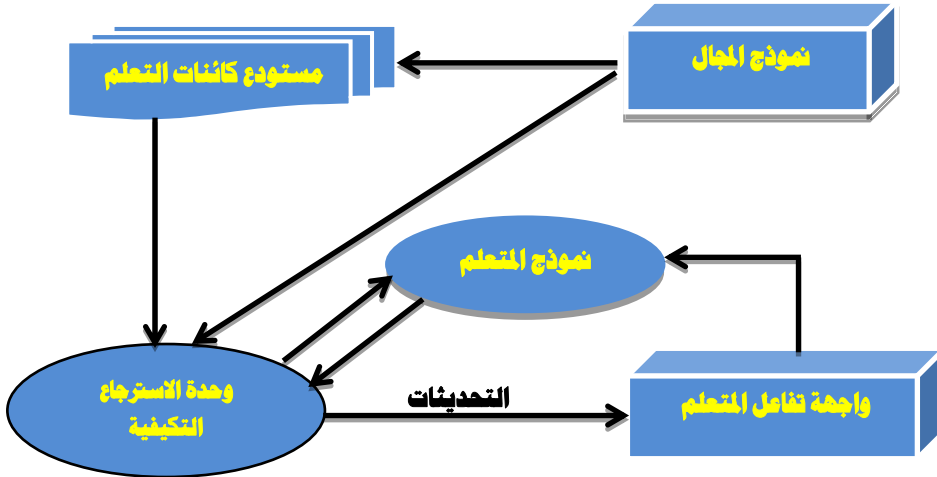 نموذج المجال
مستودع كائنات التعلم
نموذج المتعلم
وحدة الاسترجاع
التكيفية
التحديثات
واجهة تفاعل المتعلم